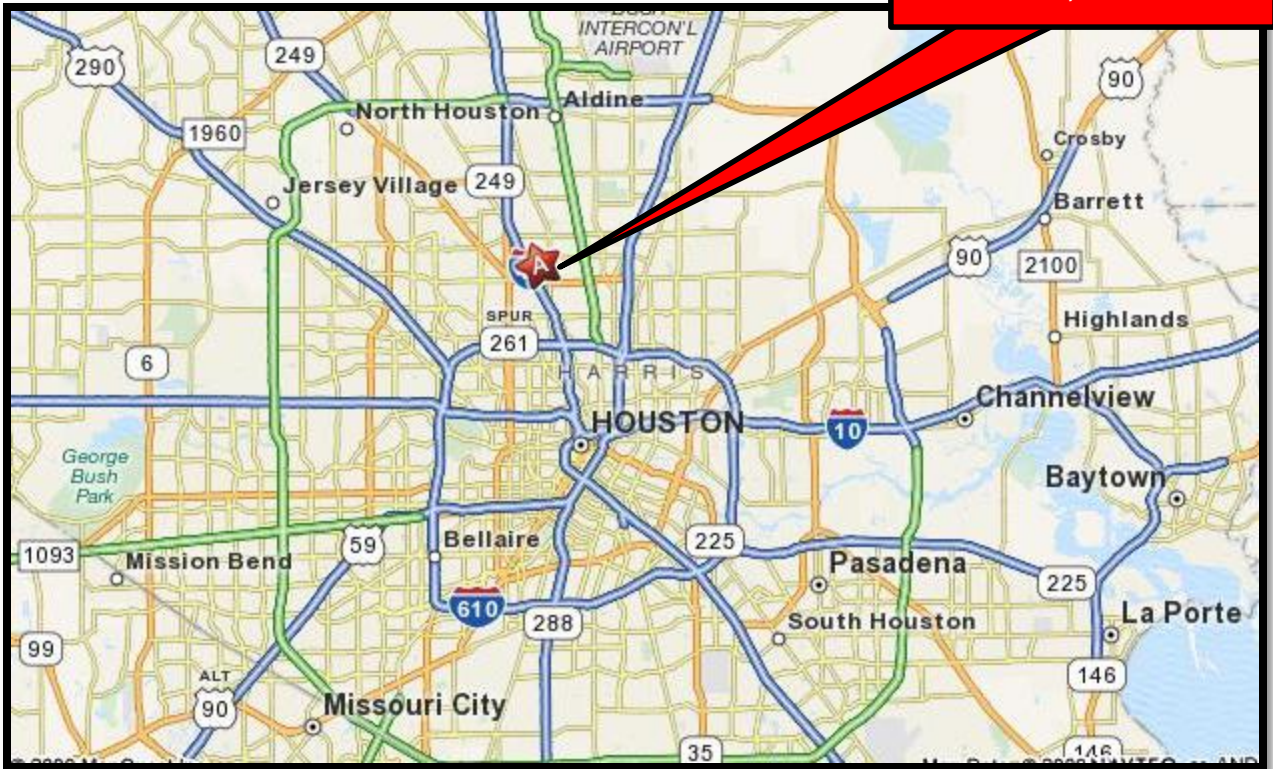 INTERCON'L
AIRPORT
290
249
90
1960
North Houston
Aldine
Crosby
Jersey Village
249
Barrett
A
90
2100
SPUR
261
Highlands
6
HARRIS
Channelview
HOUSTON
10
George
Bush
Park
Baytown
1093
Mission Bend
59
Bellaire
225
Pasadena
225
610
288
South Houston
La Porte
99
ALT
90
Missouri City
146
35
146